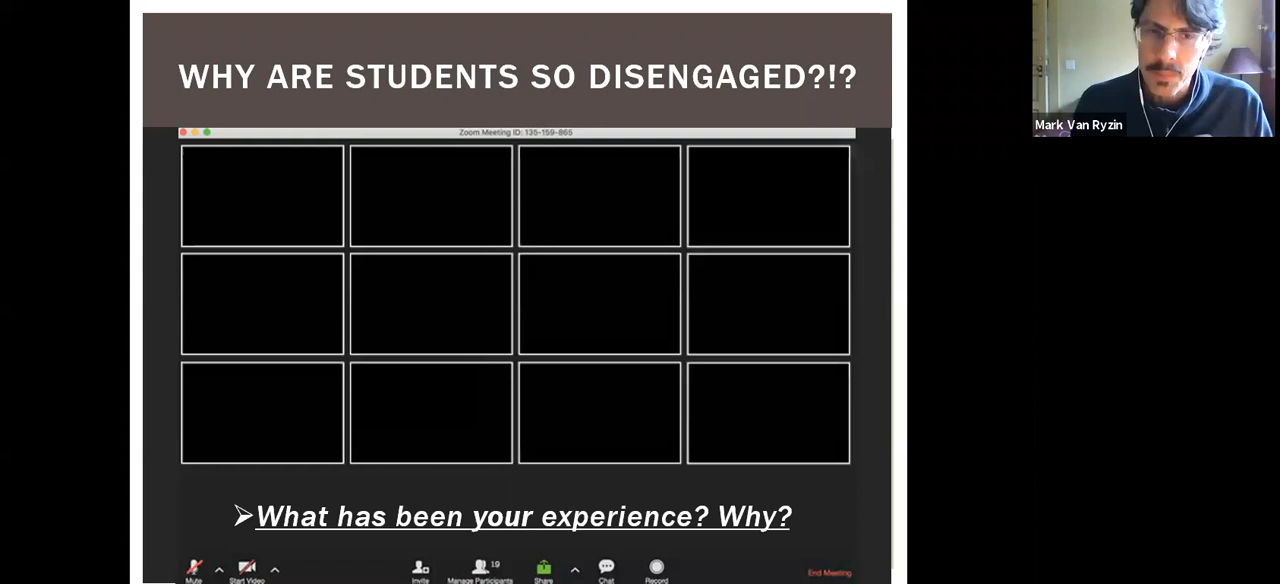 WHY ARE STUDENTS SO DISENGAGED?!?
Mark Van Ryzin
Zoom Meeting ID: 135-159-865
What has been your experience? Why?
Mute
Start Video
Invite
Manage Participants
19
Share
Chat
Record
End Meeting